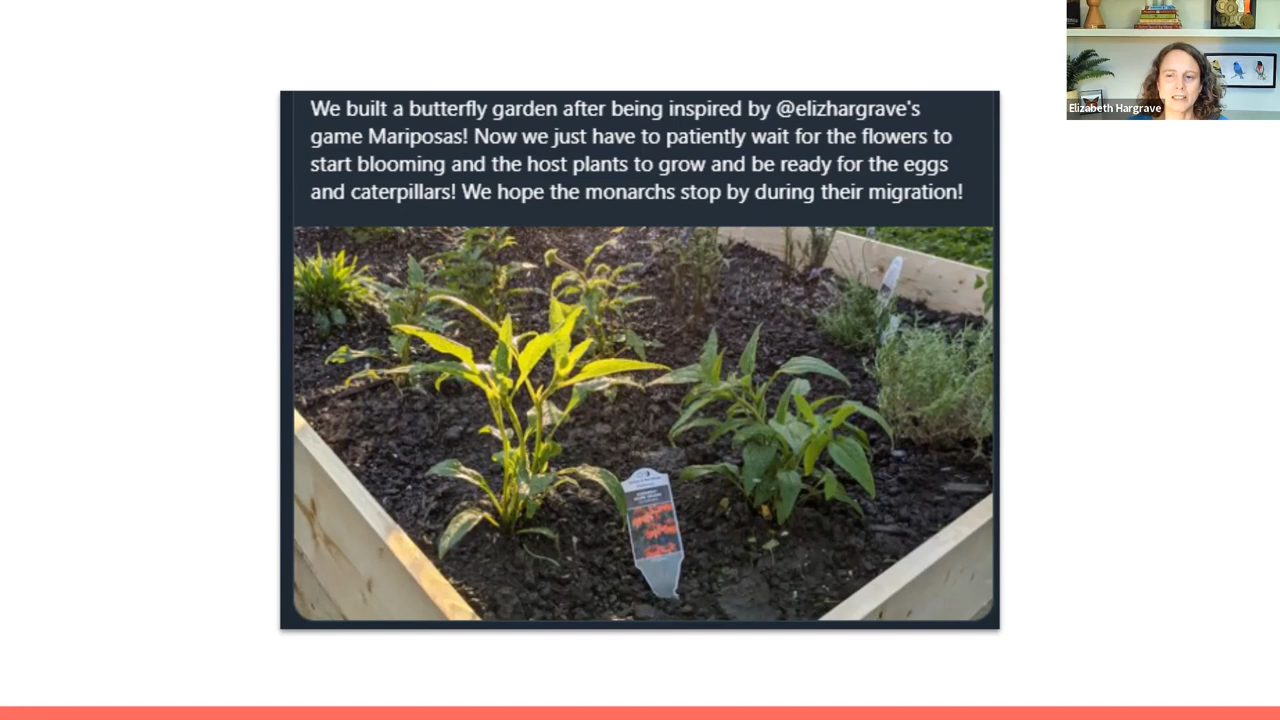 We built a butterfly garden after being inspired by @elizhargrave's
game Mariposas! Now we just have to patiently wait for the flowers to
start blooming and the host plants to grow and be ready for the eggs
and caterpillars! We hope the monarchs stop by during their migration!
Elizabeth Hargrave